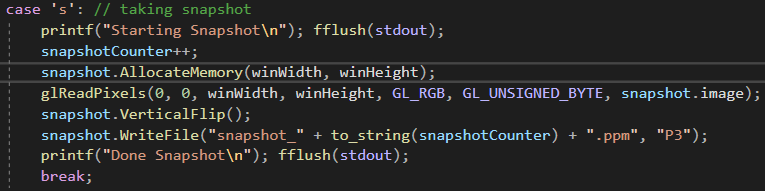 case 's': // taking snapshot
printf("Starting Snapshot\n"); fflush(stdout);
snapshotCounter++;
snapshot.AllocateMemory(winWidth, winHeight);
glReadPixels(0, 0, winWidth, winHeight, GL_RGB, GL_UNSIGNED_BYTE, snapshot.image);
snapshot.VerticalFlip();
snapshot.WriteFile("snapshot_" + to_string(snapshotCounter) + ".ppm", "P3");
printf("Done Snapshot\n"); fflush(stdout);
break;